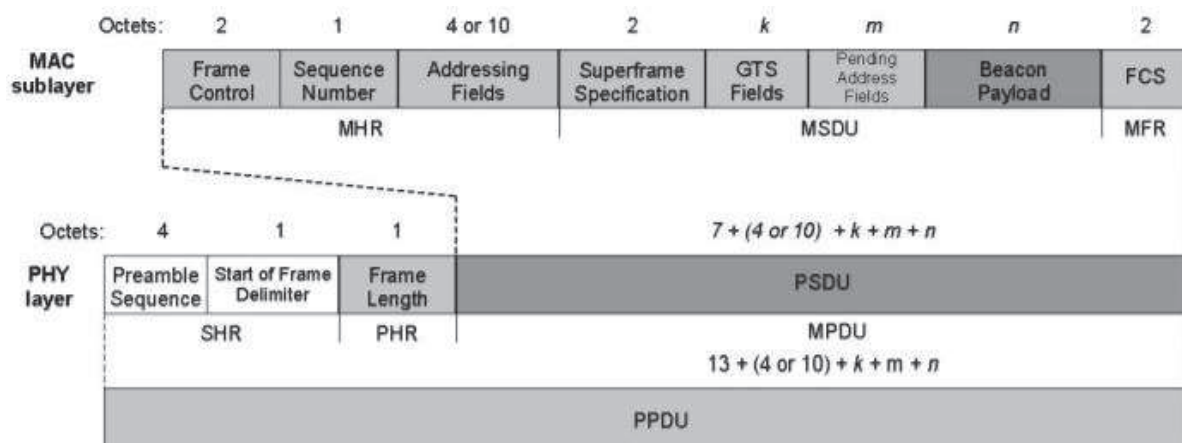 Octets: 2 1 4 or 10 2 k m n 2
MAC sublayer
Frame Control
Sequence Number
Addressing Fields
Superframe Specification
GTS Fields
Pending Address Fields
Beacon Payload
FCS
MHR MSDU MFR
Octets: 4 1 1 7 + (4 or 10) + k + m + n
PHY layer
Preamble Sequence
Start of Frame Delimiter
Frame Length
PSDU
SHR PHR MPDU
13 + (4 or 10) + k + m + n
PPDU